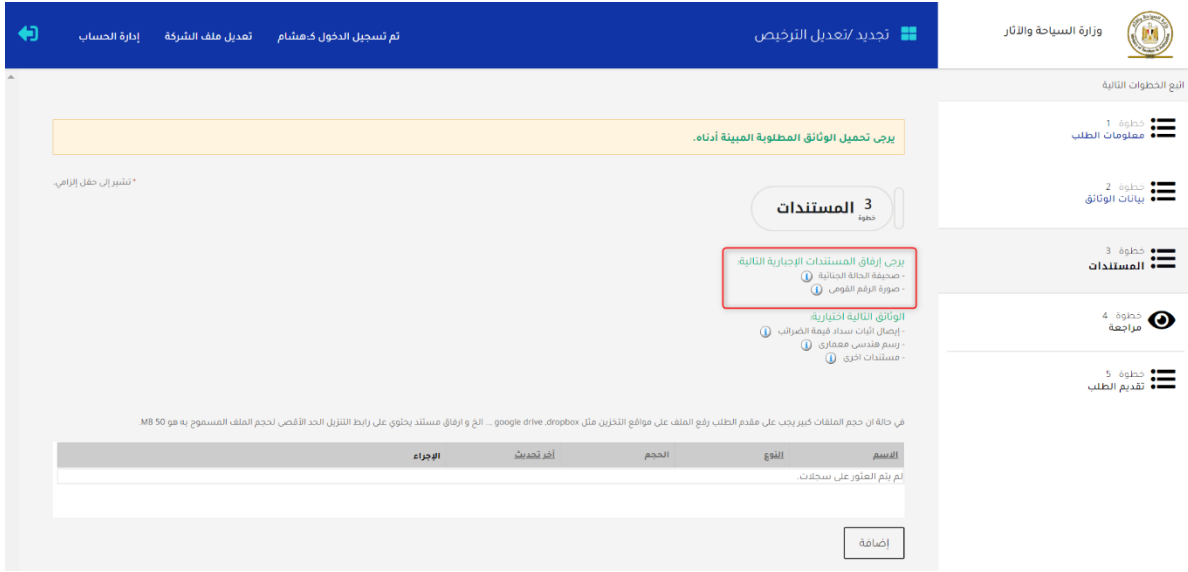 وزارة السياحة والآثار
تجديد /تعديل الترخيص
تم تسجيل الدخول كـ:هشام
تعديل ملف الشركة
إدارة الحساب
اتبع الخطوات التالية
خطوة 1
معلومات الطلب
خطوة 2
بيانات الوثائق
خطوة 3
المستندات
خطوة 4
مراجعة
خطوة 5
تقديم الطلب
يرجى تحميل الوثائق المطلوبة المبينة أدناه.
* تشير إلى حقل إلزامي.
3 خطوة المستندات
يرجى إرفاق المستندات الإجبارية التالية:
- صحيفة الحالة الجنائية
- صورة الرقم القومى
الوثائق التالية اختيارية:
- إيصال اثبات سداد قيمة الضرائب
- رسم هندسى معمارى
- مستندات اخرى
في حالة ان حجم الملفات كبير يجب على مقدم الطلب رفع الملف على مواقع التخزين مثل google drive ,dropbox ... الخ و ارفاق مستند يحتوي على رابط التنزيل الحد الأقصى لحجم الملف المسموح به هو 50 MB.
الاسم النوع الحجم آخر تحديث الإجراء
لم يتم العثور على سجلات.
إضافة